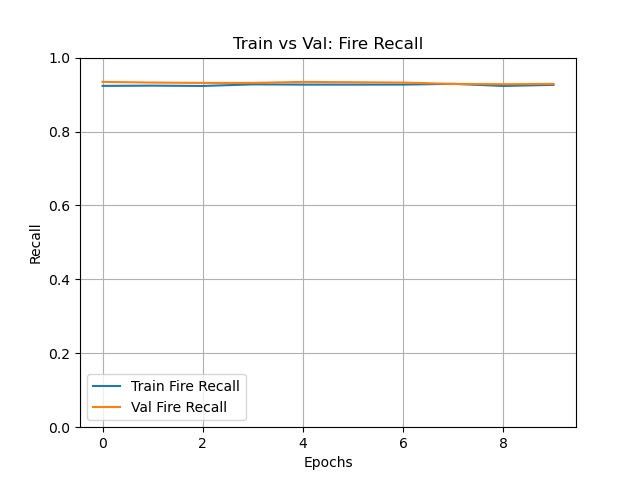 Train vs Val: Fire Recall
1.0
0.8
0.6
0.4
0.2
0.0
Recall
Train Fire Recall
Val Fire Recall
0 2 4 6 8
Epochs